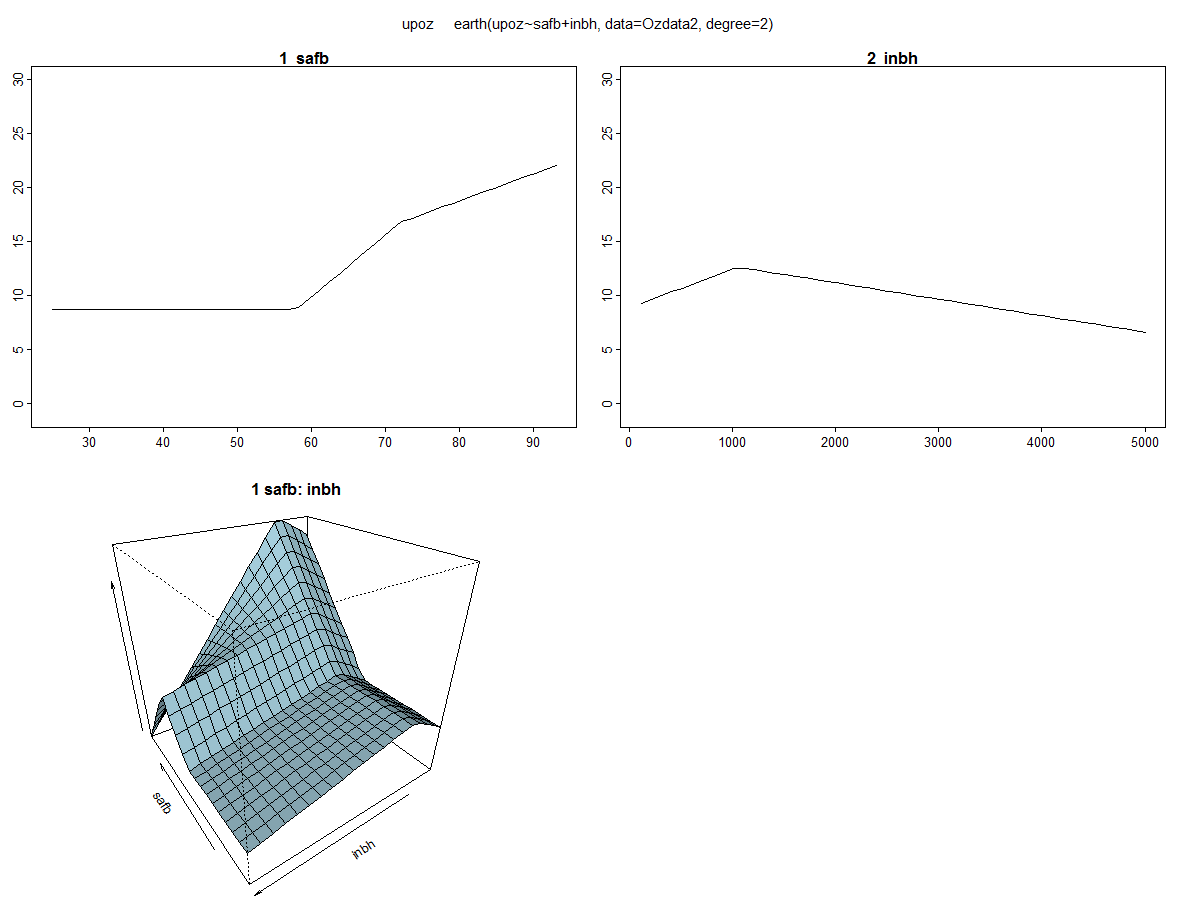 upoz     earth(upoz~safb+inbh, data=Ozdata2, degree=2)
1  safb
30
25
20
15
10
5
0
30 40 50 60 70 80 90
2  inbh
30
25
20
15
10
5
0
0 1000 2000 3000 4000 5000
1 safb: inbh
safb
inbh